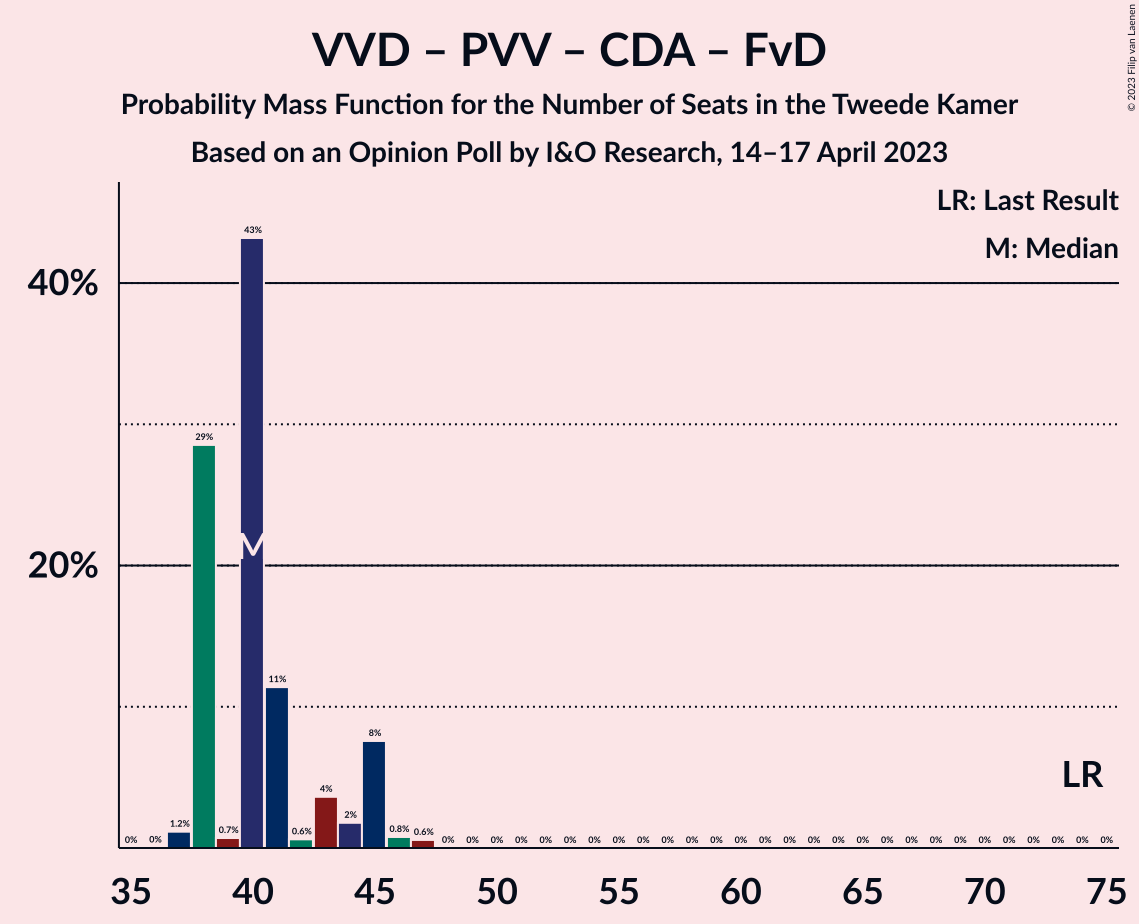 VVD – PVV – CDA – FvD
Probability Mass Function for the Number of Seats in the Tweede Kamer
Based on an Opinion Poll by I&O Research, 14–17 April 2023
© 2023 Filip van Laenen
LR: Last Result
M: Median
40%
20%
0% 0% 1.2% 29% 0.7% 43% 11% 0.6% 4% 2% 8% 0.8% 0.6% 0% 0% 0% 0% 0% 0% 0% 0% 0% 0% 0% 0% 0% 0% 0% 0% 0% 0% 0% 0% 0% 0% 0% 0% 0% 0% 0% 0%
M
LR
35 40 45 50 55 60 65 70 75